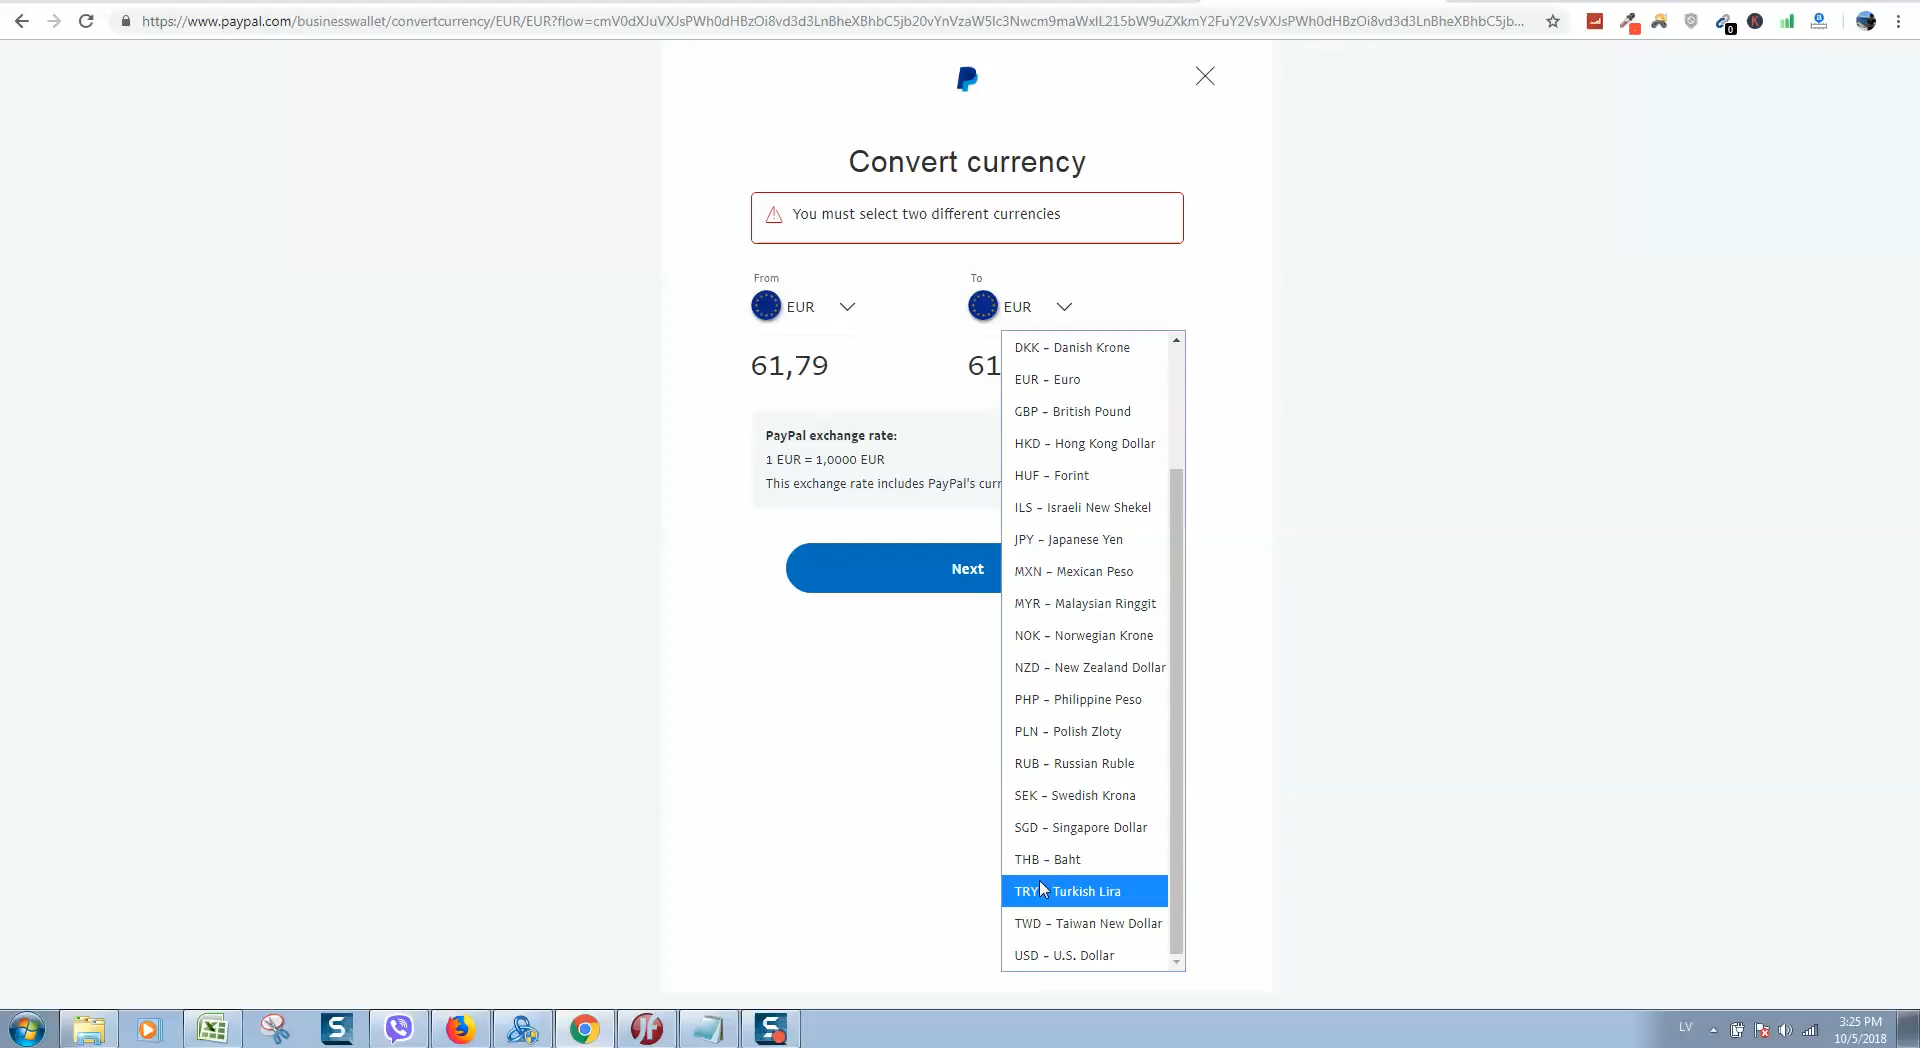 https://www.paypal.com/businesswallet/convertcurrency/EUR/EUR?flow=
0
Convert currency
You must select two different currencies
From
To
EUR
EUR
61,79
61
PayPal exchange rate:
1 EUR = 1,0000 EUR
This exchange rate includes PayPal's curr
Next
DKK - Danish Krone
EUR - Euro
GBP - British Pound
HKD - Hong Kong Dollar
HUF - Forint
ILS - Israeli New Shekel
JPY - Japanese Yen
MXN - Mexican Peso
MYR - Malaysian Ringgit
NOK - Norwegian Krone
NZD - New Zealand Dollar
PHP - Philippine Peso
PLN - Polish Zloty
RUB - Russian Ruble
SEK - Swedish Krona
SGD - Singapore Dollar
THB - Baht
TRY Turkish Lira
TWD - Taiwan New Dollar
USD - U.S. Dollar
LV
3:25 PM
10/5/2018